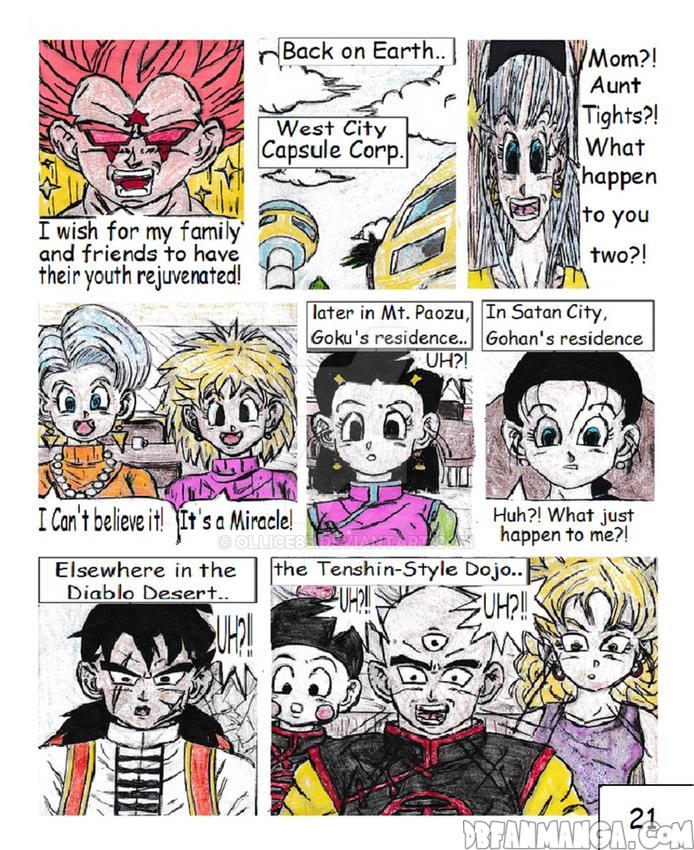 I wish for my family
and friends to have
their youth rejuvenated!
Back on Earth..
West City
Capsule Corp.
Mom?!
Aunt
Tights?!
What
happen
to you
two?!
I Can't believe it!
It's a Miracle!
later in Mt. Paozu,
Goku's residence..
UH?!
In Satan City,
Gohan's residence
Huh?! What just
happen to me?!
Elsewhere in the
Diablo Desert..
UH?!!
the Tenshin-Style Dojo..
UH?!!
UH?!!
21
DBFANMANGA.COM